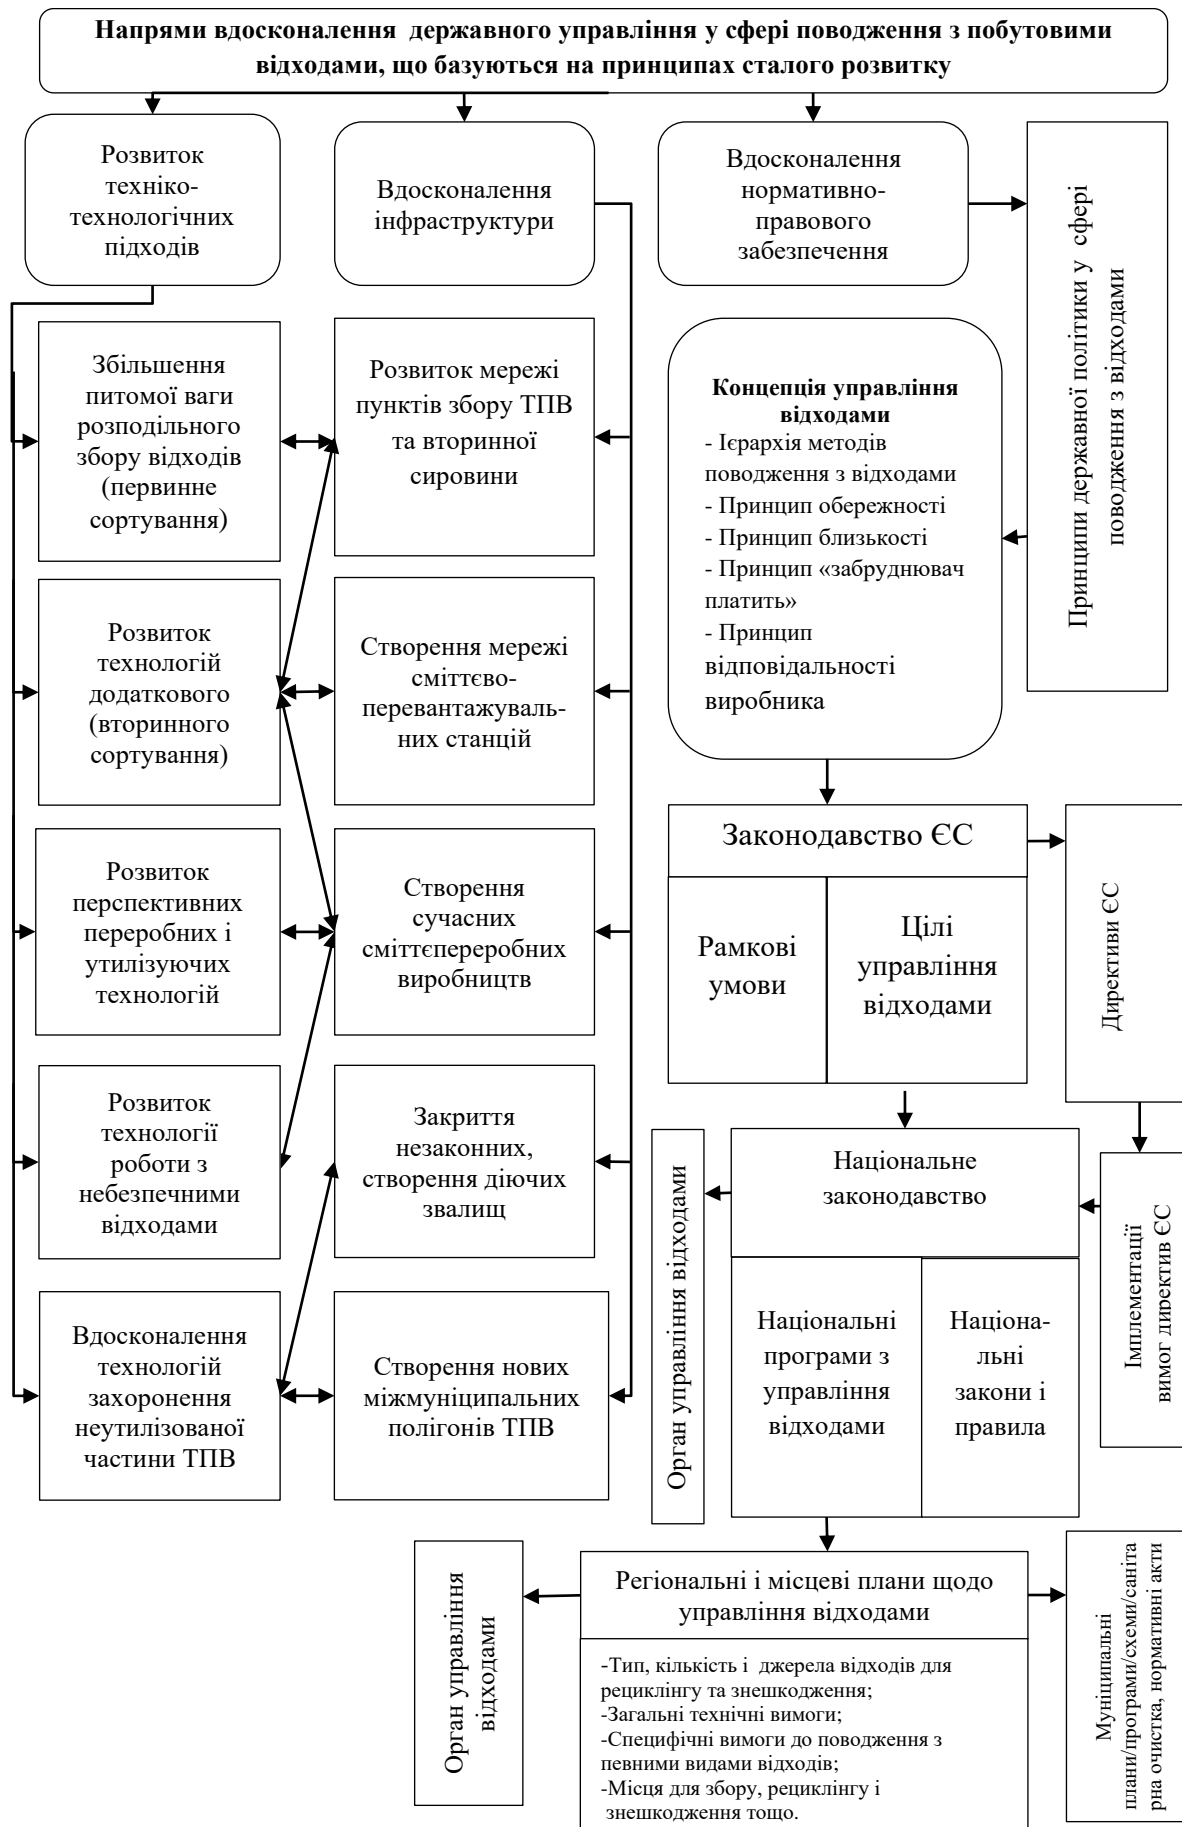 Напрями вдосконалення державного управління у сфері поводження з побутовими
відходами, що базуються на принципах сталого розвитку
Розвиток
техніко-
технологічних
підходів
Вдосконалення
інфраструктури
Вдосконалення
нормативно-
правового
забезпечення
Принципи державної політики у сфері
поводження з відходами
Збільшення
питомої ваги
розподільного
збору відходів
(первинне
сортування)
Розвиток мережі
пунктів збору ТПВ
та вторинної
сировини
Концепція управління
відходами
- Ієрархія методів
поводження з відходами
- Принцип обережності
- Принцип близькості
- Принцип «забруднювач
платить»
- Принцип
відповідальності
виробника
Розвиток
технологій
додаткового
(вторинного
сортування)
Створення мережі
сміттєво-
перевантажуваль-
них станцій
Законодавство ЄС
Рамкові
умови
Цілі
управління
відходами
Директиви ЄС
Розвиток
перспективних
переробних і
утилізуючих
технологій
Створення
сучасних
сміттєпереробних
виробництв
Розвиток
технології
роботи з
небезпечними
відходами
Закриття
незаконних,
створення діючих
звалищ
Орган управління відходами
Національне
законодавство
Національні
програми з
управління
відходами
Націона-
льні
закони і
правила
Імплементації
вимог директив ЄС
Вдосконалення
технологій
захоронення
неутилізованої
частини ТПВ
Створення нових
міжмуніципальних
полігонів ТПВ
Орган управління
відходами
Регіональні і місцеві плани щодо
управління відходами
-Тип, кількість і джерела відходів для
рециклінгу та знешкодження;
-Загальні технічні вимоги;
-Специфічні вимоги до поводження з
певними видами відходів;
-Місця для збору, рециклінгу і
знешкодження тощо.
Муніципальні
плани/програми/схеми/саніта
рна очистка, нормативні акти